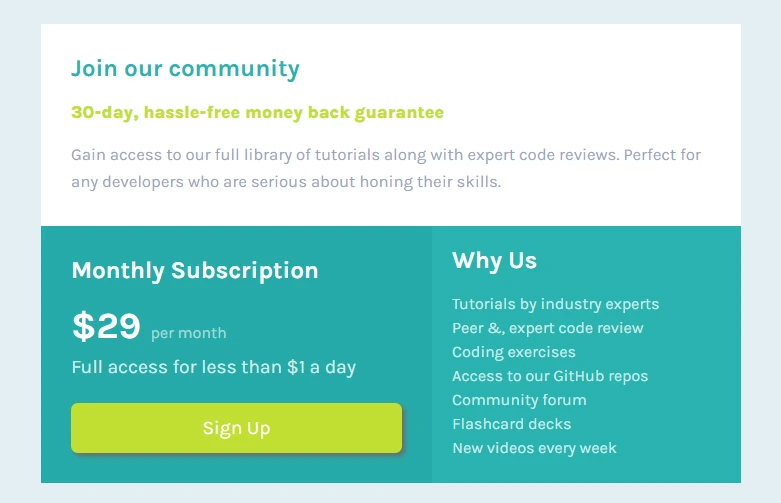 Join our community
30-day, hassle-free money back guarantee
Gain access to our full library of tutorials along with expert code reviews. Perfect for
any developers who are serious about honing their skills.
Monthly Subscription
$29 per month
Full access for less than $1 a day
Sign Up
Why Us
Tutorials by industry experts
Peer &, expert code review
Coding exercises
Access to our GitHub repos
Community forum
Flashcard decks
New videos every week